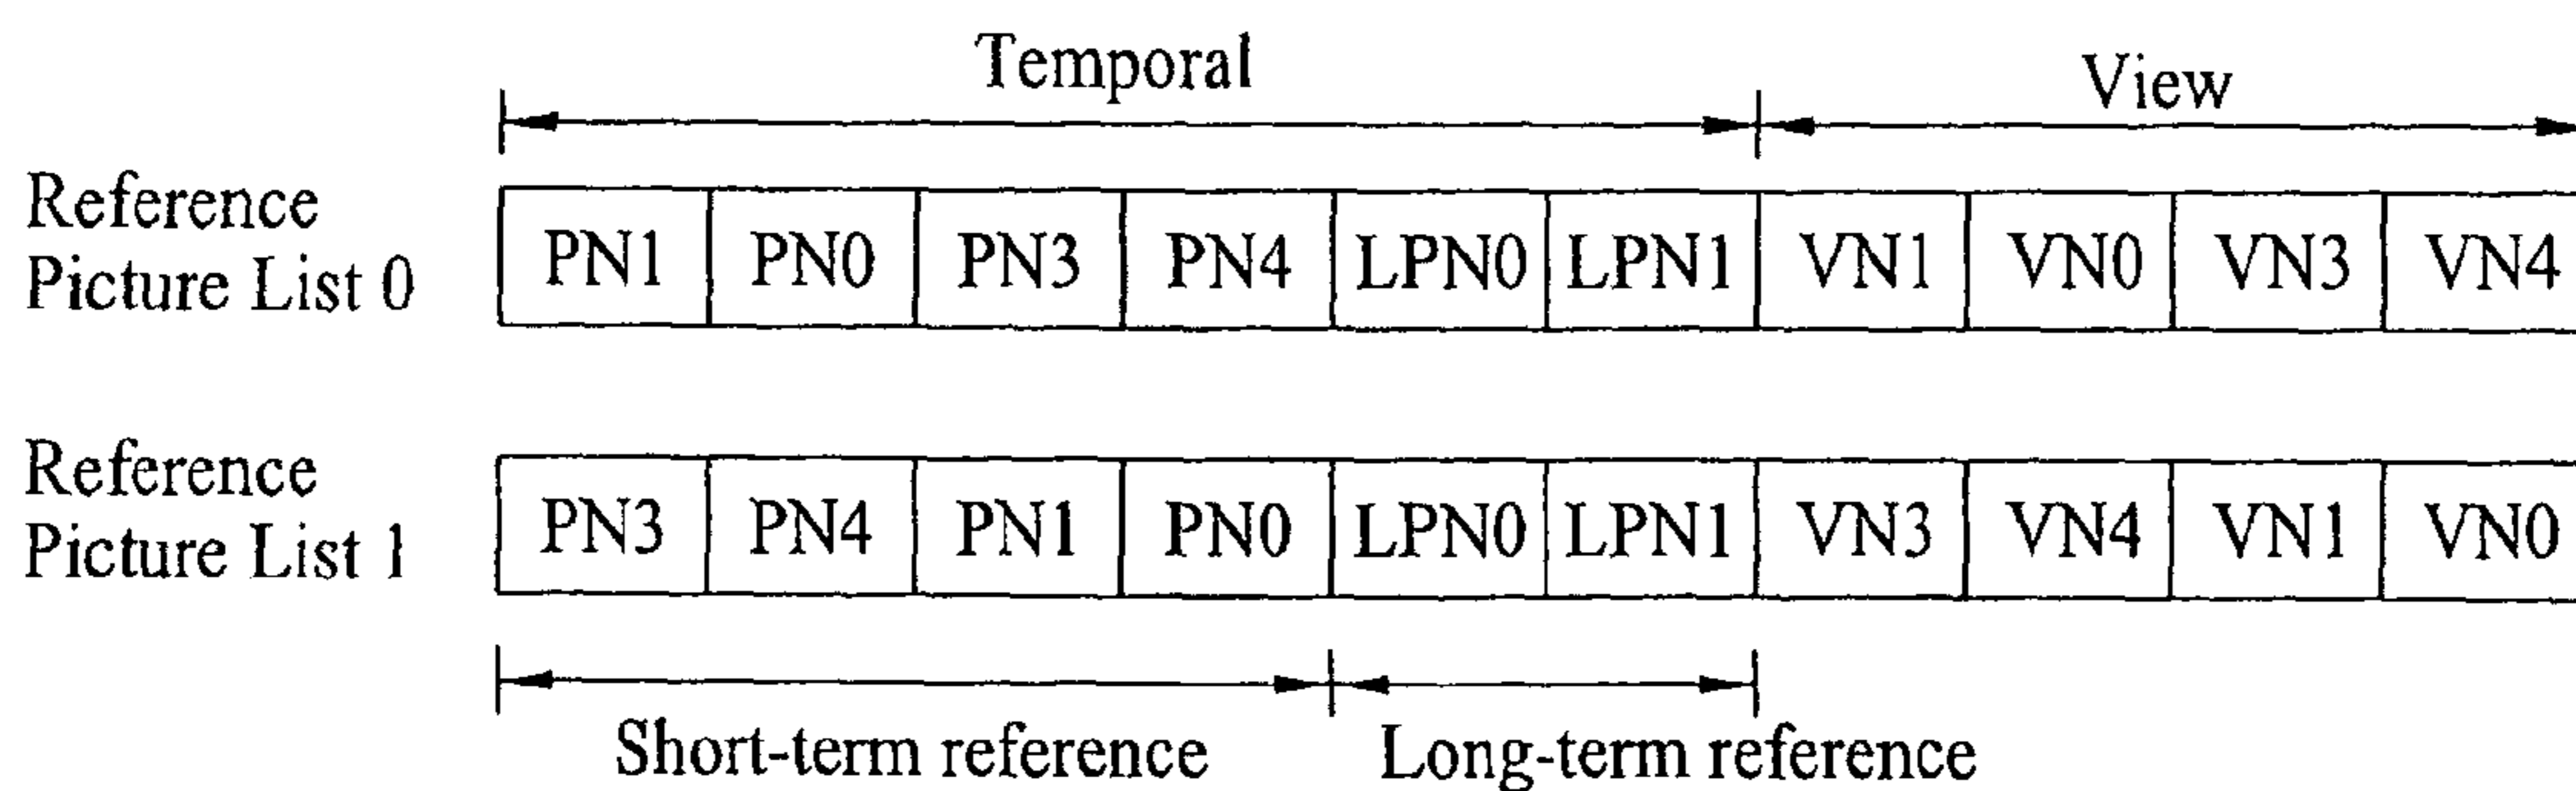 Temporal View
Reference
Picture List 0
PN1 PN0 PN3 PN4 LPN0 LPN1 VN1 VN0 VN3 VN4
Reference
Picture List 1
PN3 PN4 PN1 PN0 LPN0 LPN1 VN3 VN4 VN1 VN0
Short-term reference Long-term reference